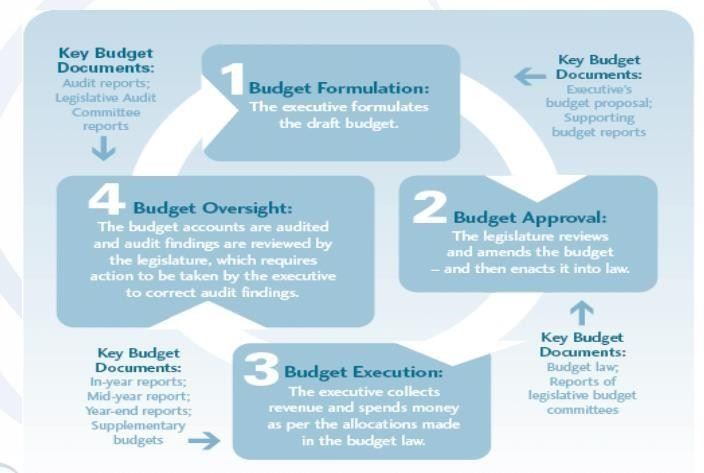 1
Budget Formulation:
The executive formulates
the draft budget.
Key Budget
Documents:
Executive's
budget proposal;
Supporting
budget reports
2
Budget Approval:
The legislature reviews
and amends the budget
– and then enacts it into law.
Key Budget
Documents:
Budget law;
Reports of
legislative budget
committees
3
Budget Execution:
The executive collects
revenue and spends money
as per the allocations made
in the budget law.
Key Budget
Documents:
In-year reports;
Mid-year report;
Year-end reports;
Supplementary
budgets
4
Budget Oversight:
The budget accounts are audited
and audit findings are reviewed by
the legislature, which requires
action to be taken by the executive
to correct audit findings.
Key Budget
Documents:
Audit reports;
Legislative Audit
Committee
reports